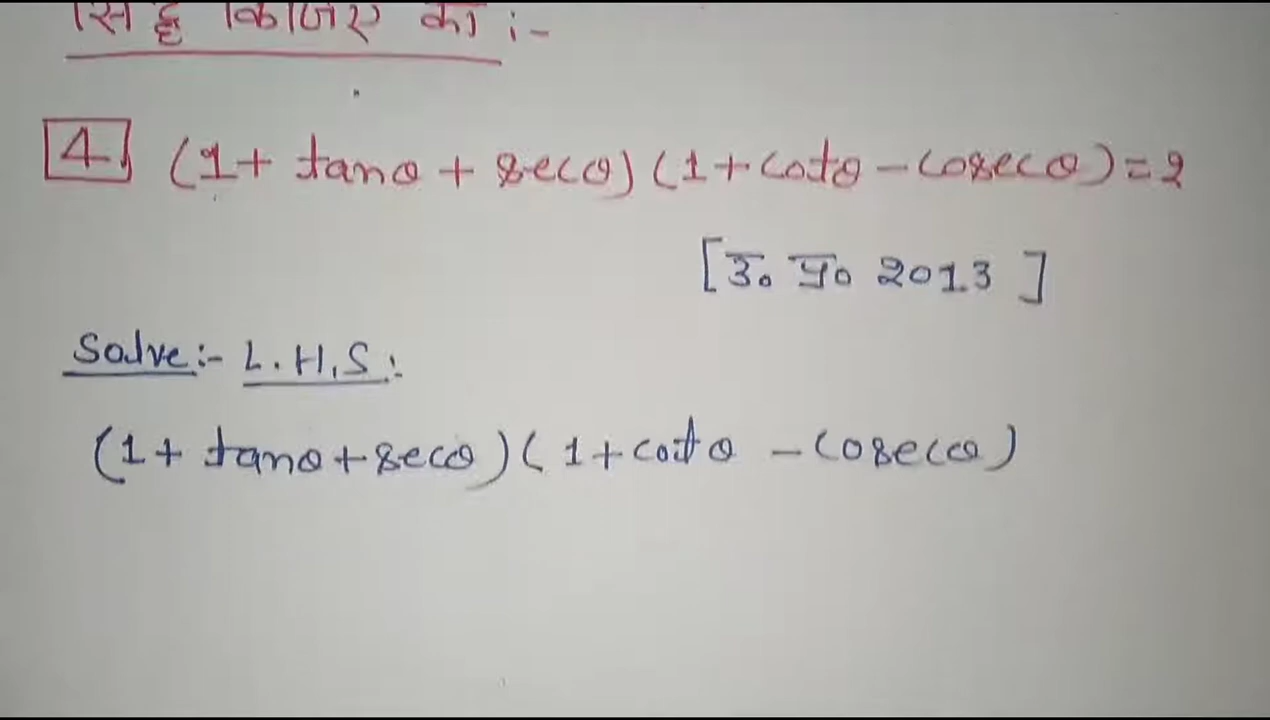 सिद्ध कीजिए की :-
4 (1 + tanθ + secθ) (1 + cotθ - cosecθ) = 2
[उ० प्र० 2013]
Solve :- L.H.S :
(1 + tanθ + secθ) (1 + cotθ - cosecθ)